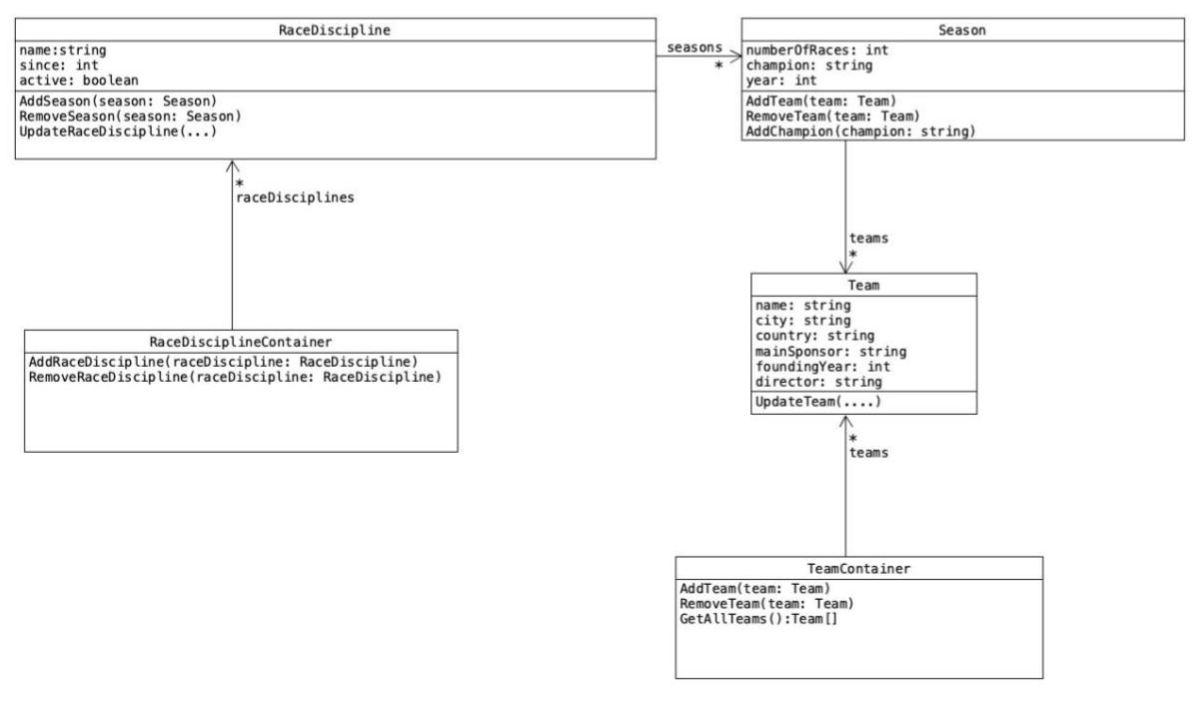 RaceDiscipline
name:string
since: int
active: boolean
AddSeason(season: Season)
RemoveSeason(season: Season)
UpdateRaceDiscipline(...)
seasons
*
Season
numberOfRaces: int
champion: string
year: int
AddTeam(team: Team)
RemoveTeam(team: Team)
AddChampion(champion: string)
*
raceDisciplines
teams
*
RaceDisciplineContainer
AddRaceDiscipline(raceDiscipline: RaceDiscipline)
RemoveRaceDiscipline(raceDiscipline: RaceDiscipline)
Team
name: string
city: string
country: string
mainSponsor: string
foundingYear: int
director: string
UpdateTeam(....)
*
teams
TeamContainer
AddTeam(team: Team)
RemoveTeam(team: Team)
GetAllTeams():Team[]